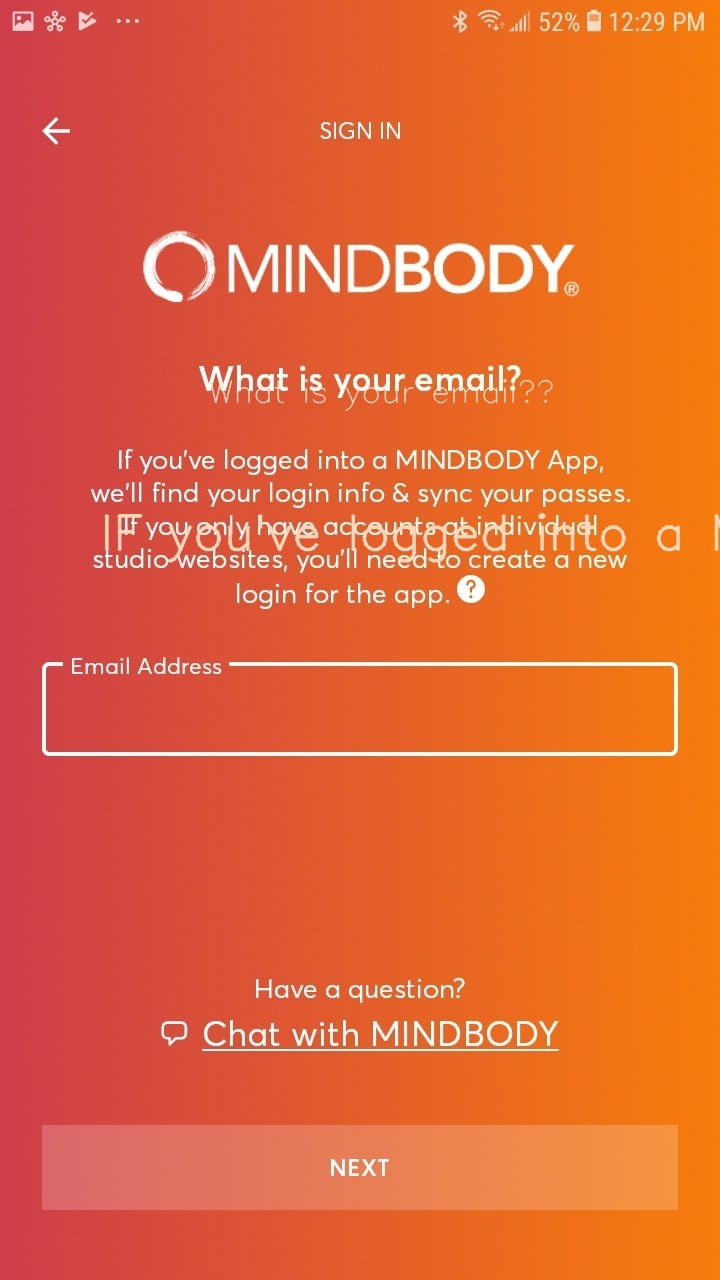 52% 12:29 PM
SIGN IN
MINDBODY®
What is your email?
What is your email??
If you've logged into a MINDBODY App,
we'll find your login info & sync your passes.
If you only have accounts at individual
IF you've logged into a
studio websites, you'll need to create a new
login for the app. ?
Email Address
Have a question?
Chat with MINDBODY
NEXT